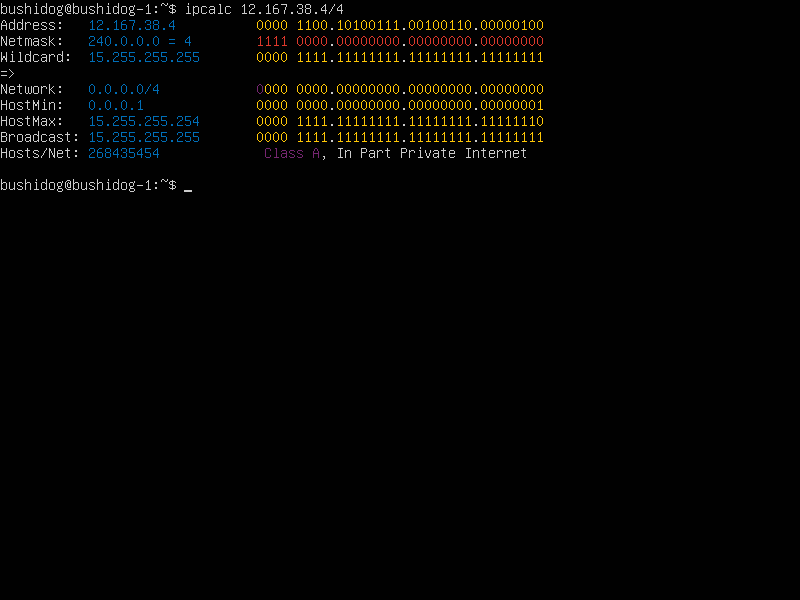 bushidog@bushidog-1:~$ ipcalc 12.167.38.4/4
Address:   12.167.38.4          0000 1100.10100111.00100110.00000100
Netmask:   240.0.0.0 = 4        1111 0000.00000000.00000000.00000000
Wildcard:  15.255.255.255       0000 1111.11111111.11111111.11111111
=>
Network:   0.0.0.0/4            0000 0000.00000000.00000000.00000000
HostMin:   0.0.0.1              0000 0000.00000000.00000000.00000001
HostMax:   15.255.255.254       0000 1111.11111111.11111111.11111110
Broadcast: 15.255.255.255       0000 1111.11111111.11111111.11111111
Hosts/Net: 268435454             Class A, In Part Private Internet
bushidog@bushidog-1:~$ _